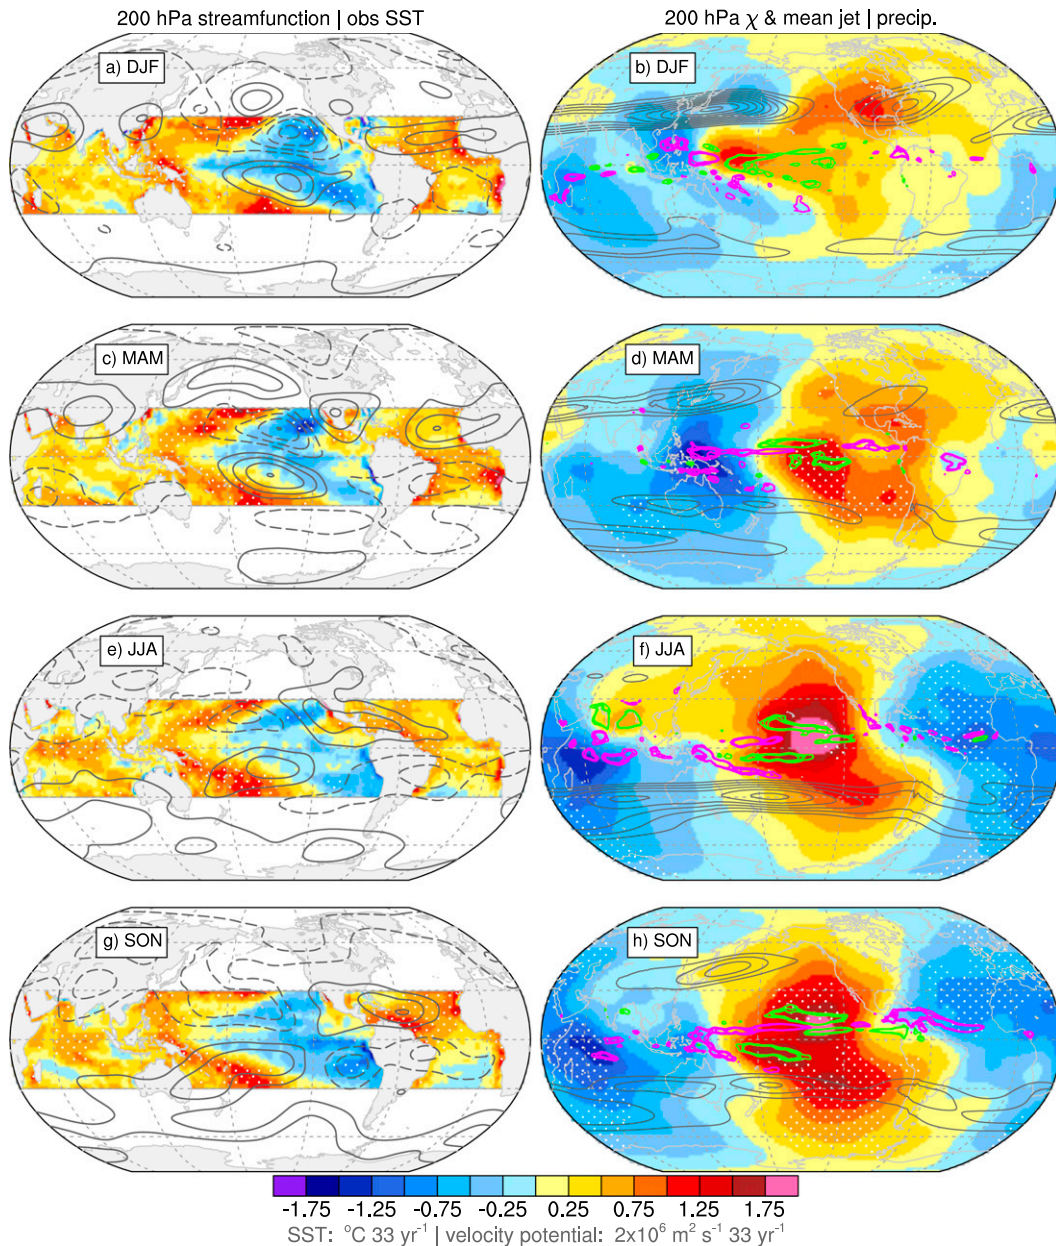 200 hPa streamfunction | obs SST
200 hPa χ & mean jet | precip.
a) DJF
b) DJF
c) MAM
d) MAM
e) JJA
f) JJA
g) SON
h) SON
-1.75 -1.25 -0.75 -0.25 0.25 0.75 1.25 1.75
SST: °C 33 yr⁻¹ | velocity potential: 2x10⁶ m² s⁻¹ 33 yr⁻¹